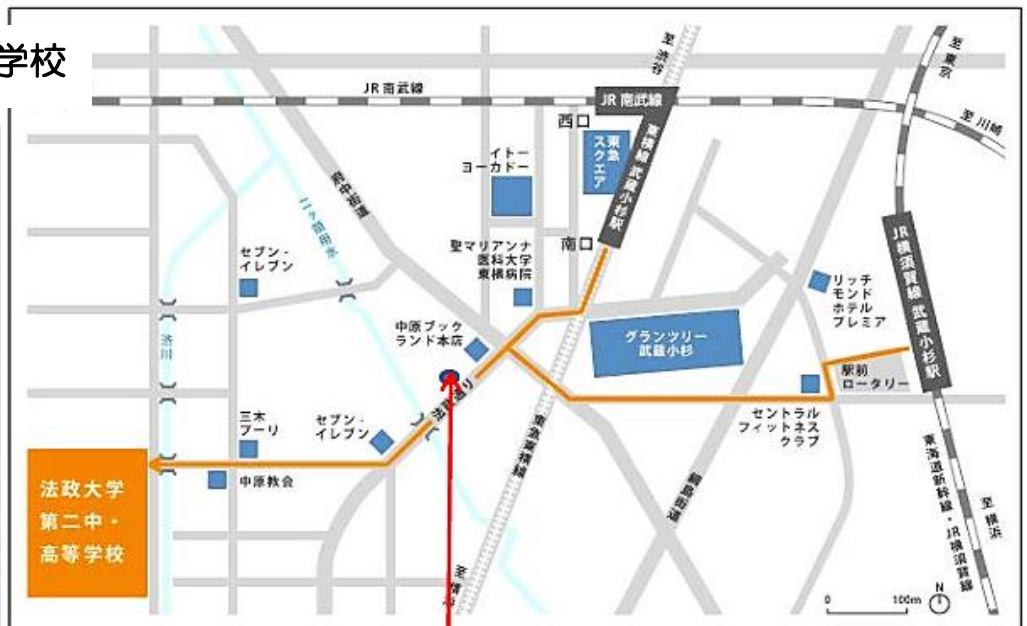 学校
JR 南武線
至 渋谷
至 東京
至 川崎
JR 南武線
東横線 武蔵小杉駅
西口
東急
スクエア
イトー
ヨーカドー
府中街道
二ヶ領用水
南口
聖マリアンナ
医科大学
東横病院
セブン-
イレブン
JR 横須賀線 武蔵小杉駅
リッチ
モンド
ホテル
プレミア
グランツリー
武蔵小杉
中原ブック
ランド本店
渋川
駅前
ロータリー
セントラル
フィットネス
クラブ
法政通り
三木
プーリ
セブン-
イレブン
東急東横線
綱島街道
東海道新幹線・JR横須賀線
至 横浜
中原教会
法政大学
第二中・
高等学校
至 横浜
0 100m
N